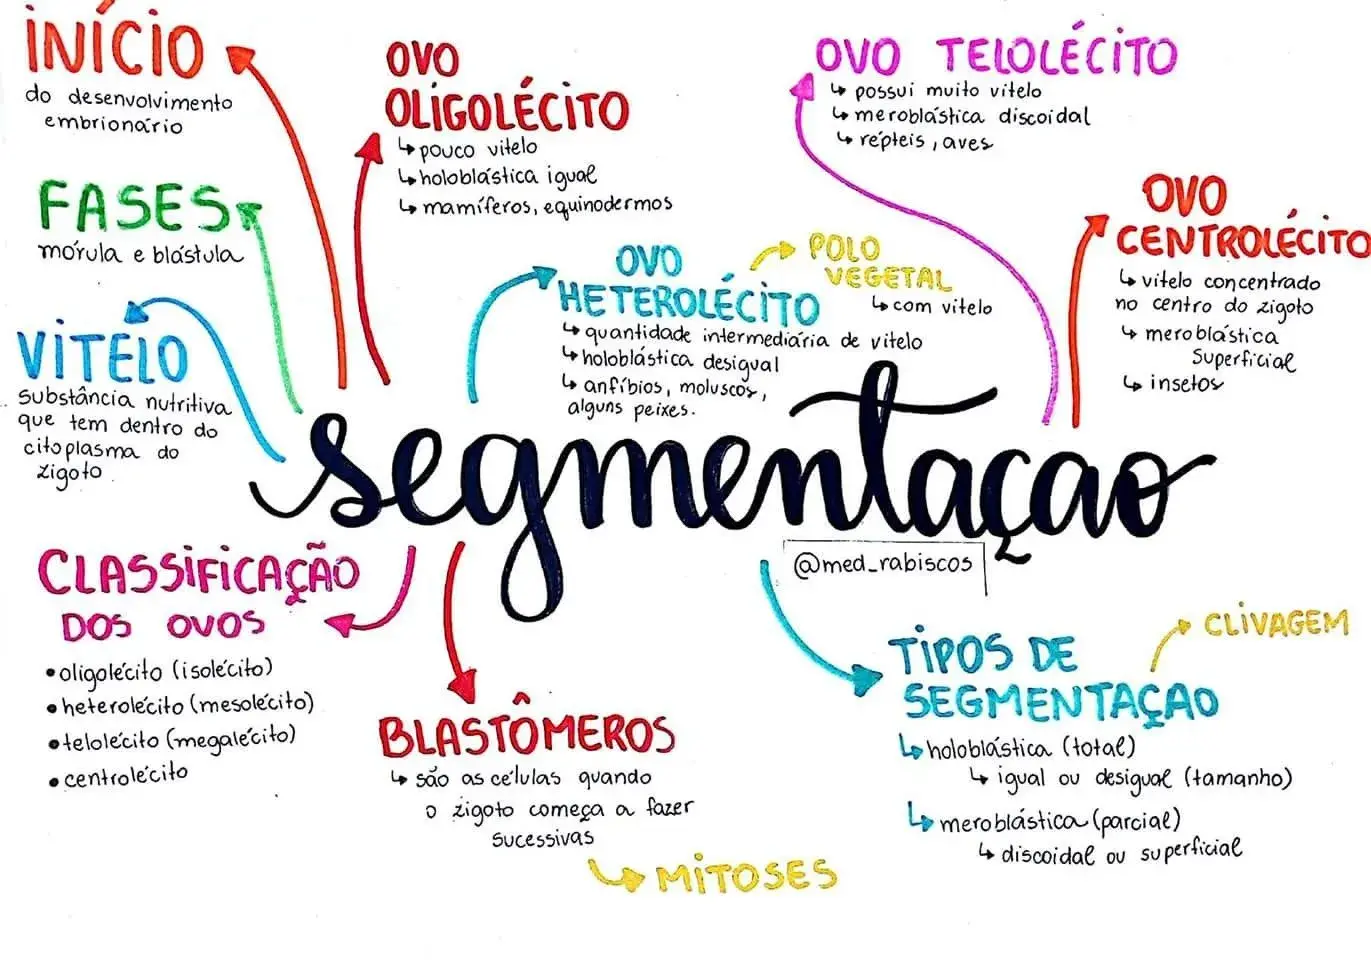 INÍCIO
do desenvolvimento
embrionário
OVO
OLIGOLÉCITO
↳ pouco vitelo
↳ holoblástica igual
↳ mamíferos, equinodermos
OVO TELOLÉCITO
↳ possui muito vitelo
↳ meroblástica discoidal
↳ répteis, aves
FASES
mórula e blástula
OVO
HETEROLÉCITO
↳ quantidade intermediária de vitelo
↳ holoblástica desigual
↳ anfíbios, moluscos,
alguns peixes.
POLO
VEGETAL
↳ com vitelo
OVO
CENTROLÉCITO
↳ vitelo concentrado
no centro do zigoto
↳ meroblástica
superficial
↳ insetos
VITELO
substância nutritiva
que tem dentro do
citoplasma do
zigoto
segmentaçao
@med_rabiscos
CLASSIFICAÇÃO
DOS OVOS
• oligolécito (isolécito)
• heterolécito (mesolécito)
• telolécito (megalécito)
• centrolécito
BLASTÔMEROS
↳ são as células quando
o zigoto começa a fazer
sucessivas
↳ MITOSES
TIPOS DE
SEGMENTAÇAO
CLIVAGEM
↳ holoblástica (total)
↳ igual ou desigual (tamanho)
↳ meroblástica (parcial)
↳ discoidal ou superficial